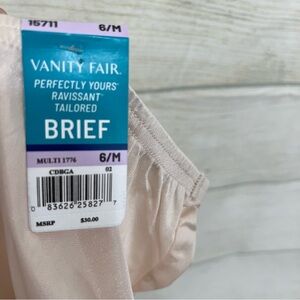 15711 6/M
VANITY FAIR
PERFECTLY YOURS
RAVISSANT
TAILORED
BRIEF
MULTI 1776 6/M
CDBGA 02
0 83626 25827 7
MSRP $30.00